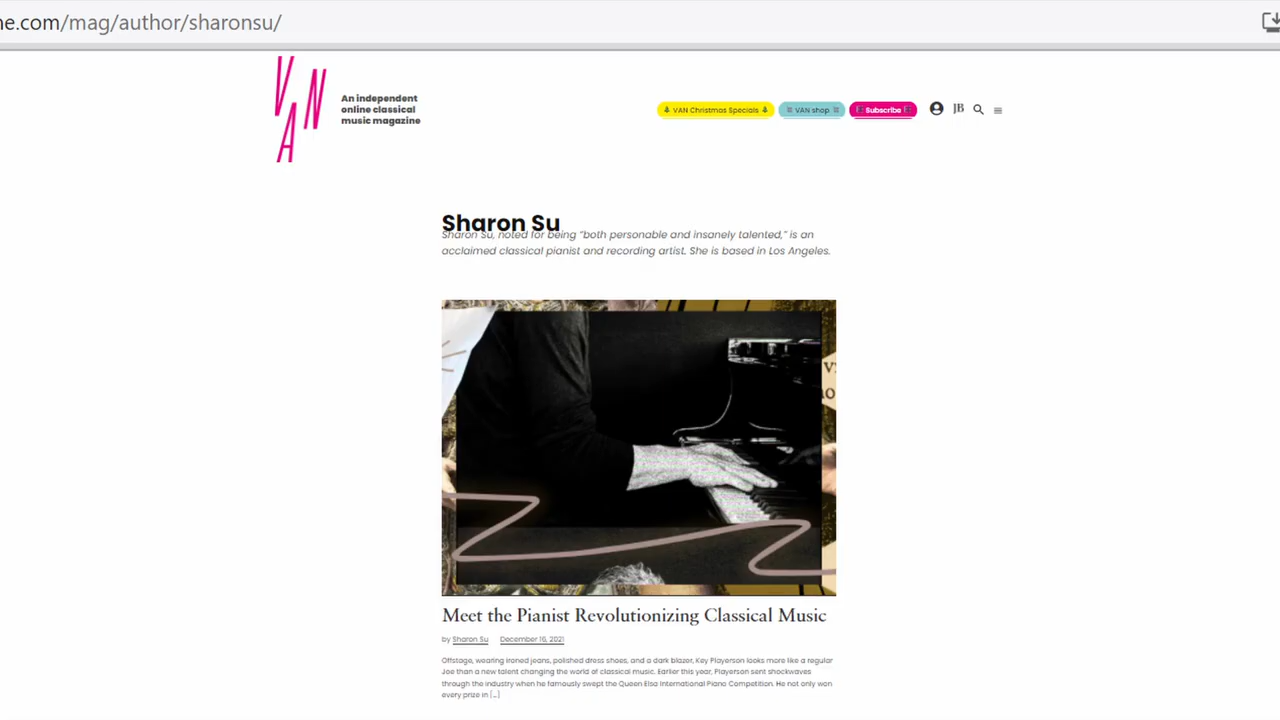 ne.com/mag/author/sharonsu/
VAN
An independent
online classical
music magazine
VAN Christmas Specials
VAN shop
Subscribe
JB
Sharon Su
Sharon Su, noted for being “both personable and insanely talented,” is an
acclaimed classical pianist and recording artist. She is based in Los Angeles.
Meet the Pianist Revolutionizing Classical Music
by Sharon Su December 16, 2021
Offstage, wearing ironed jeans, polished dress shoes, and a dark blazer, Key Playerson looks more like a regular
Joe than a new talent changing the world of classical music. Earlier this year, Playerson sent shockwaves
through the industry when he famously swept the Queen Elsa International Piano Competition. He not only won
every prize in [...]